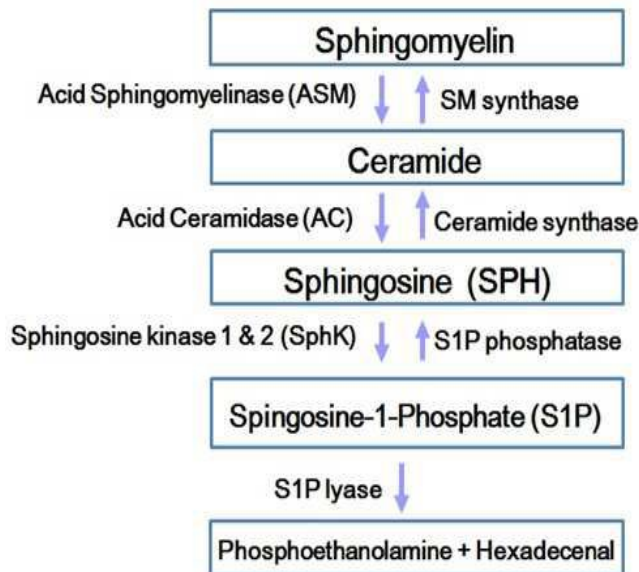 Sphingomyelin
Acid Sphingomyelinase (ASM)
SM synthase
Ceramide
Acid Ceramidase (AC)
Ceramide synthase
Sphingosine (SPH)
Sphingosine kinase 1 & 2 (SphK)
S1P phosphatase
Spingosine-1-Phosphate (S1P)
S1P lyase
Phosphoethanolamine + Hexadecenal